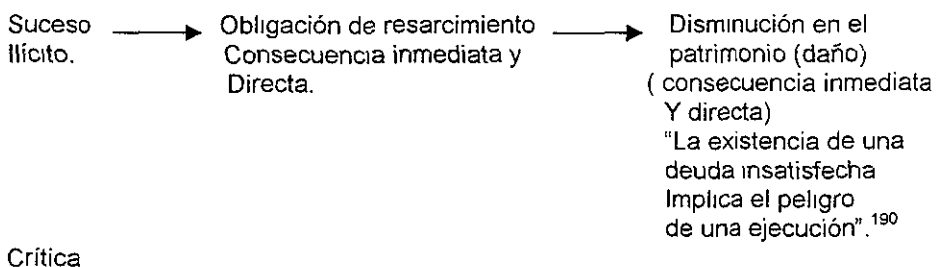 Suceso
Ilícito.
Obligación de resarcimiento
Consecuencia inmediata y
Directa.
Disminución en el
patrimonio (daño)
( consecuencia inmediata
Y directa)
"La existencia de una
deuda insatisfecha
Implica el peligro
de una ejecución".190
Crítica